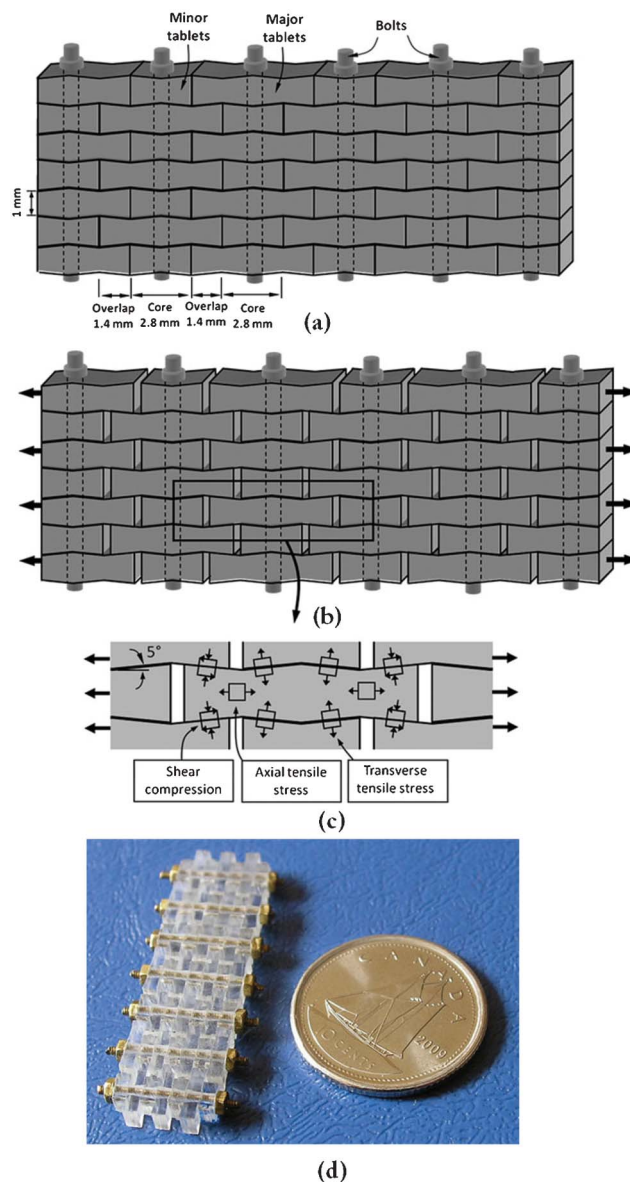 Minor
tablets
Major
tablets
Bolts
1 mm
Overlap
1.4 mm
Core
2.8 mm
Overlap
1.4 mm
Core
2.8 mm
(a)
(b)
5°
Shear
compression
Axial tensile
stress
Transverse
tensile stress
(c)
CANADA
2009
10 CENTS
(d)